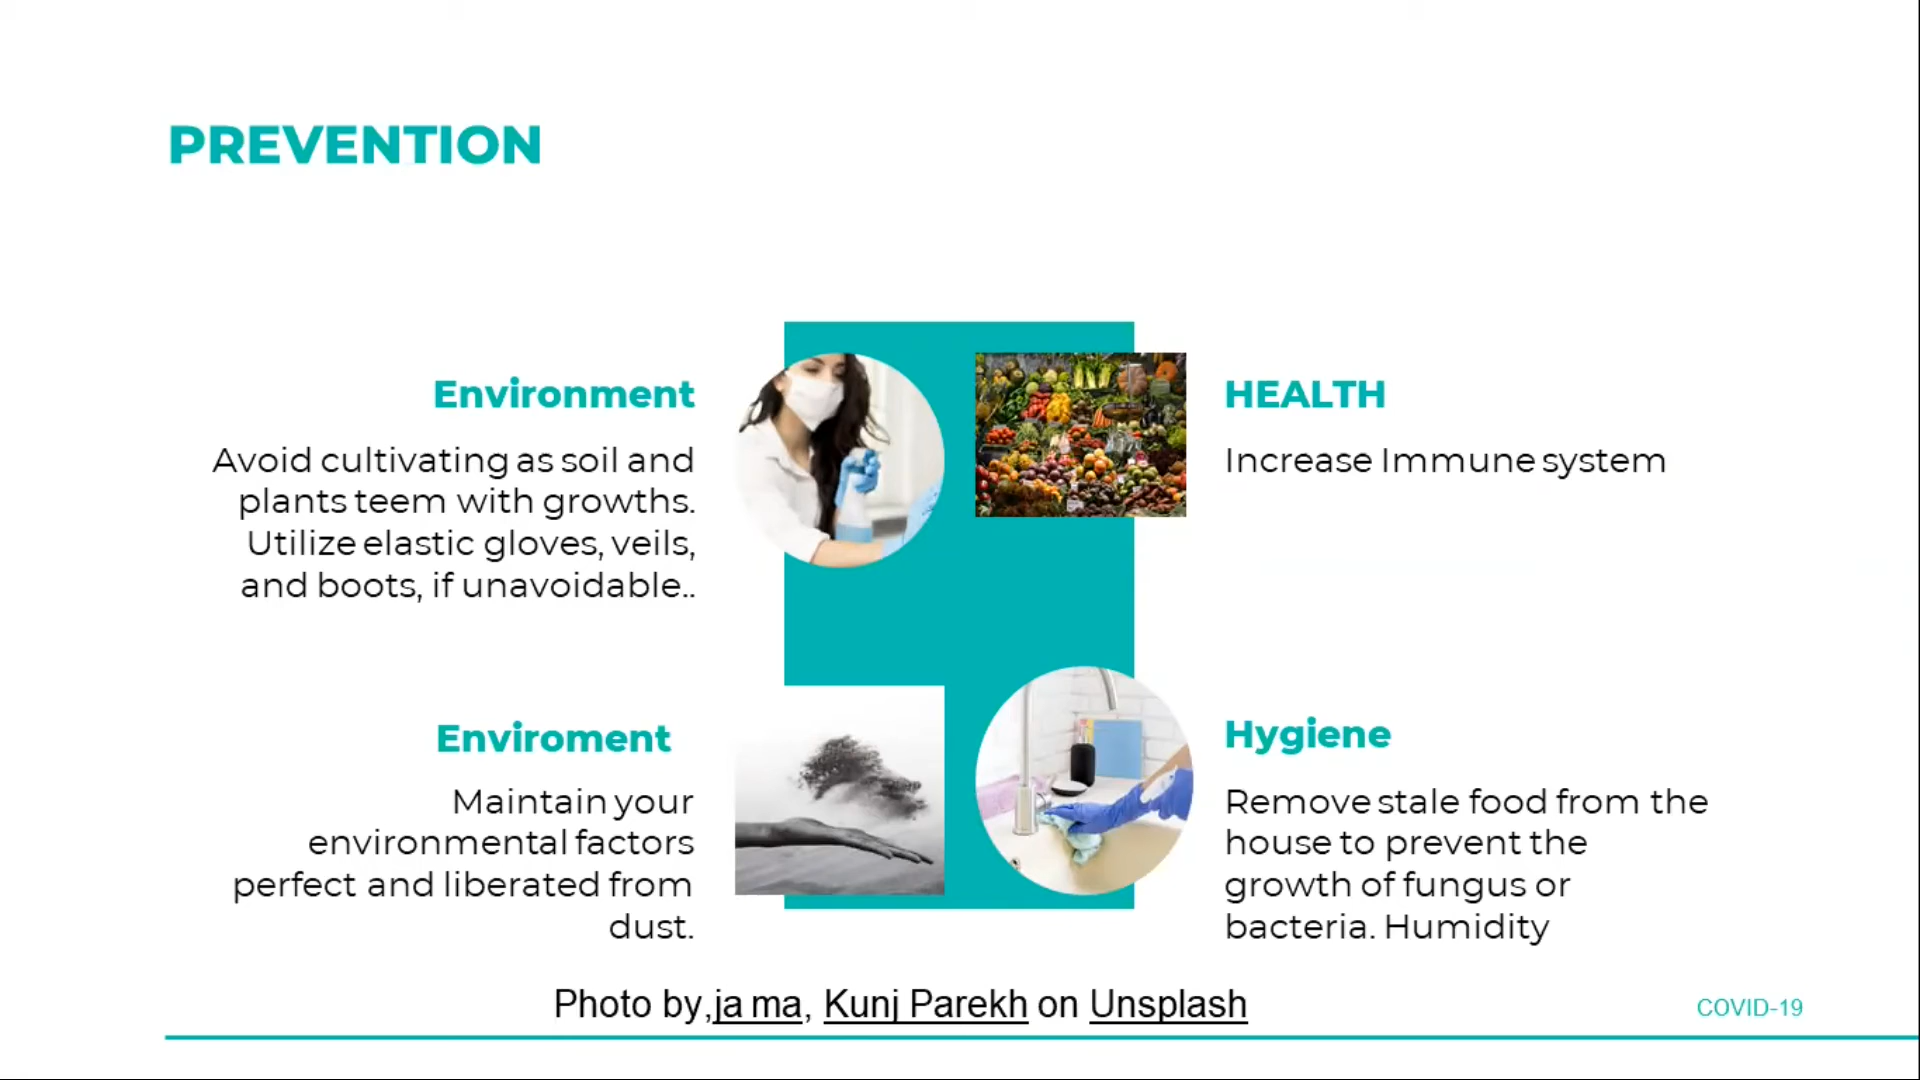 PREVENTION
Environment
Avoid cultivating as soil and
plants teem with growths.
Utilize elastic gloves, veils,
and boots, if unavoidable..
HEALTH
Increase Immune system
Enviroment
Maintain your
environmental factors
perfect and liberated from
dust.
Hygiene
Remove stale food from the
house to prevent the
growth of fungus or
bacteria. Humidity
Photo by,ja ma, Kunj Parekh on Unsplash
COVID-19